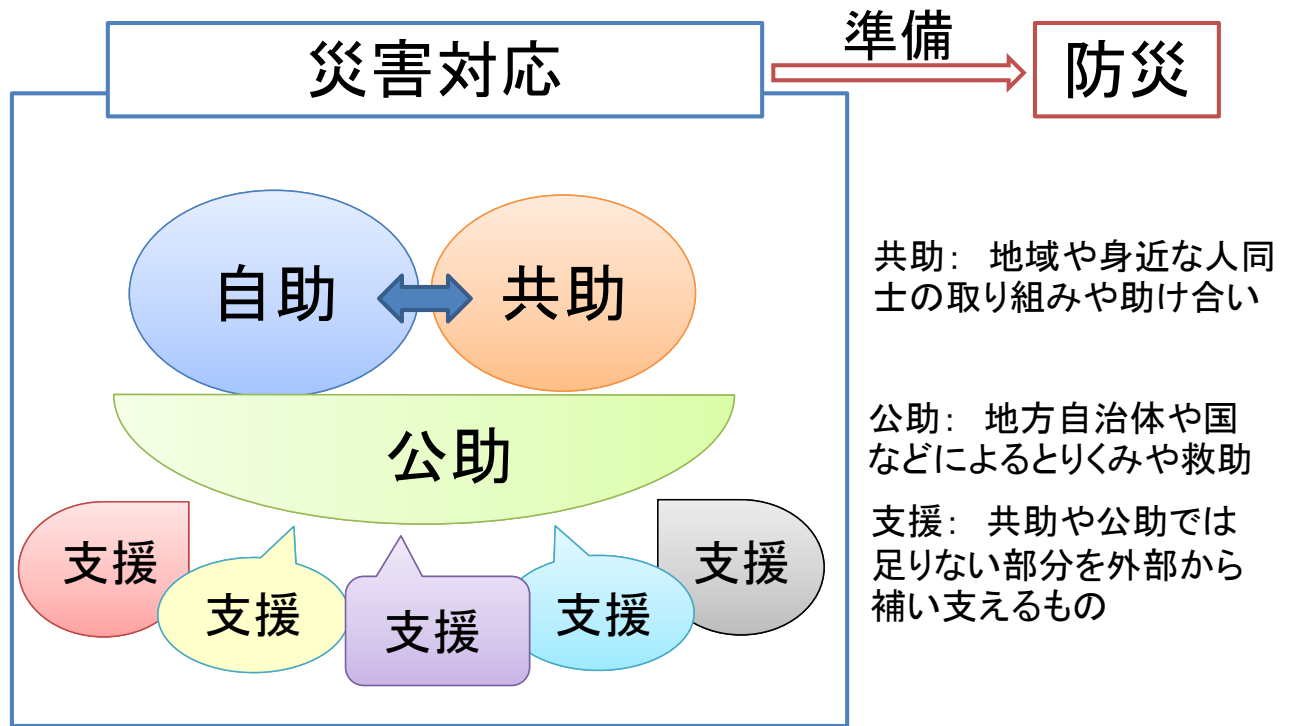 災害対応
準備
防災
自助
共助
公助
支援
支援
支援
支援
支援
共助： 地域や身近な人同
士の取り組みや助け合い
公助： 地方自治体や国
などによるとりくみや救助
支援： 共助や公助では
足りない部分を外部から
補い支えるもの